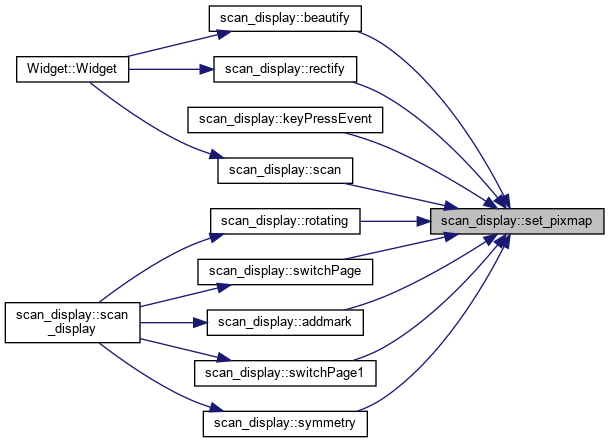 scan_display::beautify
Widget::Widget
scan_display::rectify
scan_display::keyPressEvent
scan_display::scan
scan_display::set_pixmap
scan_display::rotating
scan_display::switchPage
scan_display::scan
_display
scan_display::addmark
scan_display::switchPage1
scan_display::symmetry